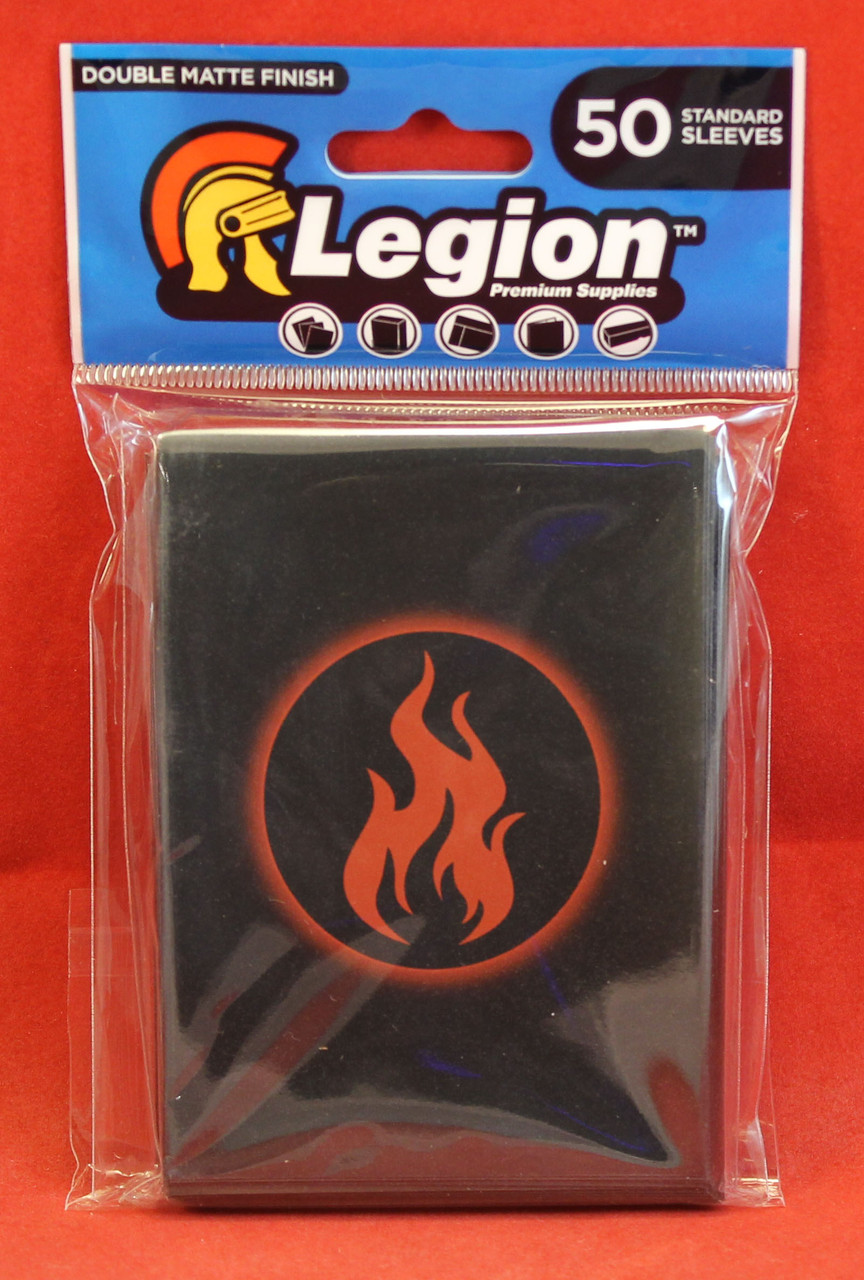 DOUBLE MATTE FINISH
50 STANDARD
SLEEVES
Legion™
Premium Supplies